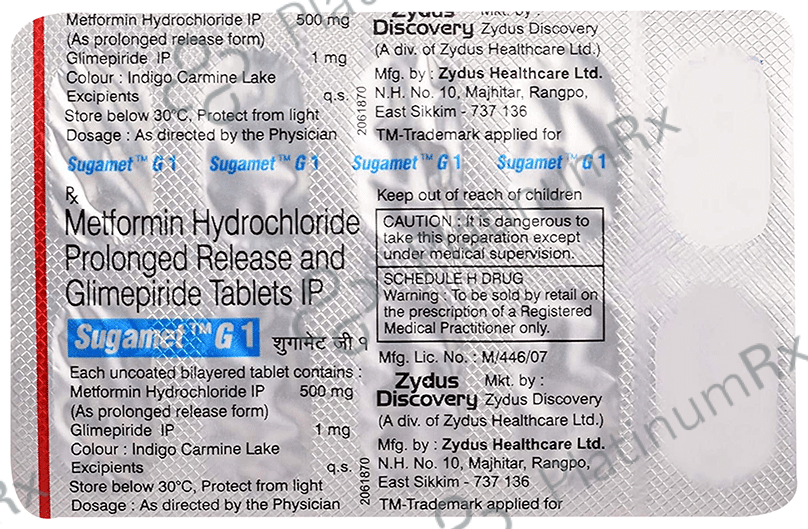 Metformin Hydrochloride IP 500 mg
(As prolonged release form)
Glimepiride IP 1 mg
Colour : Indigo Carmine Lake
Excipients q.s.
Store below 30°C, Protect from light
Dosage : As directed by the Physician
2061870
Zydus Mkt. by :
Discovery Zydus Discovery
(A div. of Zydus Healthcare Ltd.)
Mfg. by : Zydus Healthcare Ltd.
N.H. No. 10, Majhitar, Rangpo,
East Sikkim - 737 136
TM-Trademark applied for
Sugamet™ G 1 Sugamet™ G 1 Sugamet™ G 1 Sugamet™ G 1
Rx
Metformin Hydrochloride
Prolonged Release and
Glimepiride Tablets IP
Sugamet™ G 1 शुगामेट जी १
Each uncoated bilayered tablet contains :
Metformin Hydrochloride IP 500 mg
(As prolonged release form)
Glimepiride IP 1 mg
Colour : Indigo Carmine Lake
Excipients q.s.
Store below 30°C, Protect from light
Dosage : As directed by the Physician
2061870
Keep out of reach of children
CAUTION : It is dangerous to
take this preparation except
under medical supervision.
SCHEDULE H DRUG
Warning : To be sold by retail on
the prescription of a Registered
Medical Practitioner only.
Mfg. Lic. No. : M/446/07
Zydus Mkt. by :
Discovery Zydus Discovery
(A div. of Zydus Healthcare Ltd.)
Mfg. by : Zydus Healthcare Ltd.
N.H. No. 10, Majhitar, Rangpo,
East Sikkim - 737 136
TM-Trademark applied for
PlatinumRx
PlatinumRx